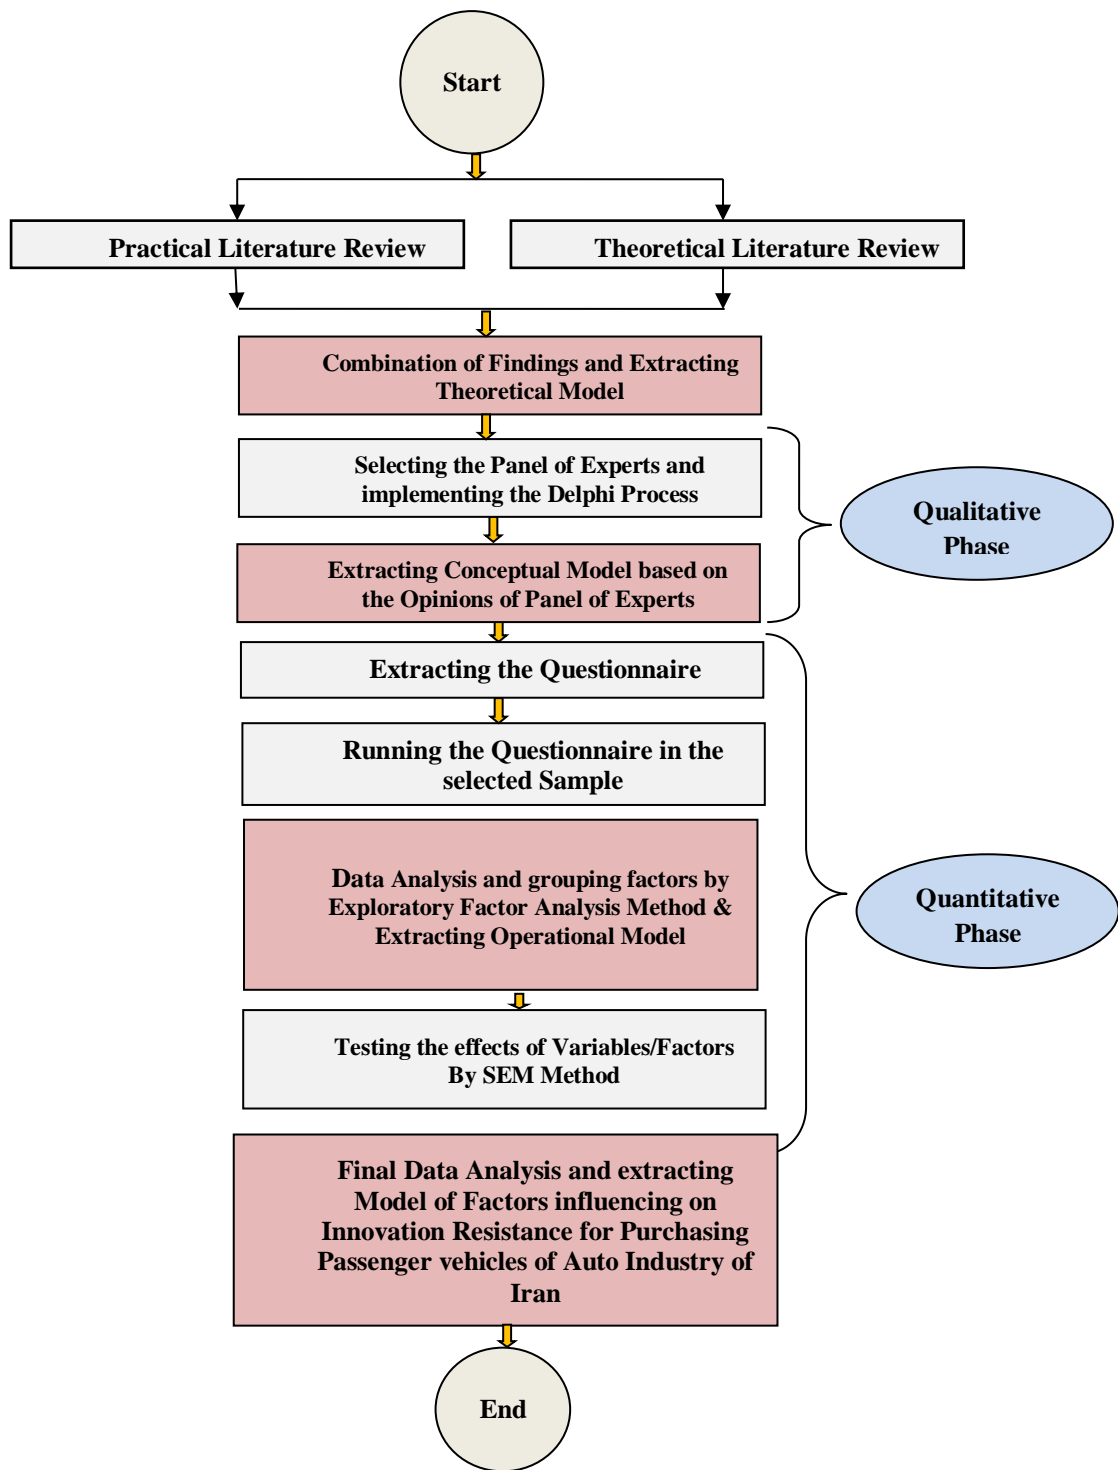 Start
Practical Literature Review
Theoretical Literature Review
Combination of Findings and Extracting
Theoretical Model
Selecting the Panel of Experts and
implementing the Delphi Process
Qualitative
Phase
Extracting Conceptual Model based on
the Opinions of Panel of Experts
Extracting the Questionnaire
Running the Questionnaire in the
selected Sample
Data Analysis and grouping factors by
Exploratory Factor Analysis Method &
Extracting Operational Model
Quantitative
Phase
Testing the effects of Variables/Factors
By SEM Method
Final Data Analysis and extracting
Model of Factors influencing on
Innovation Resistance for Purchasing
Passenger vehicles of Auto Industry of
Iran
End